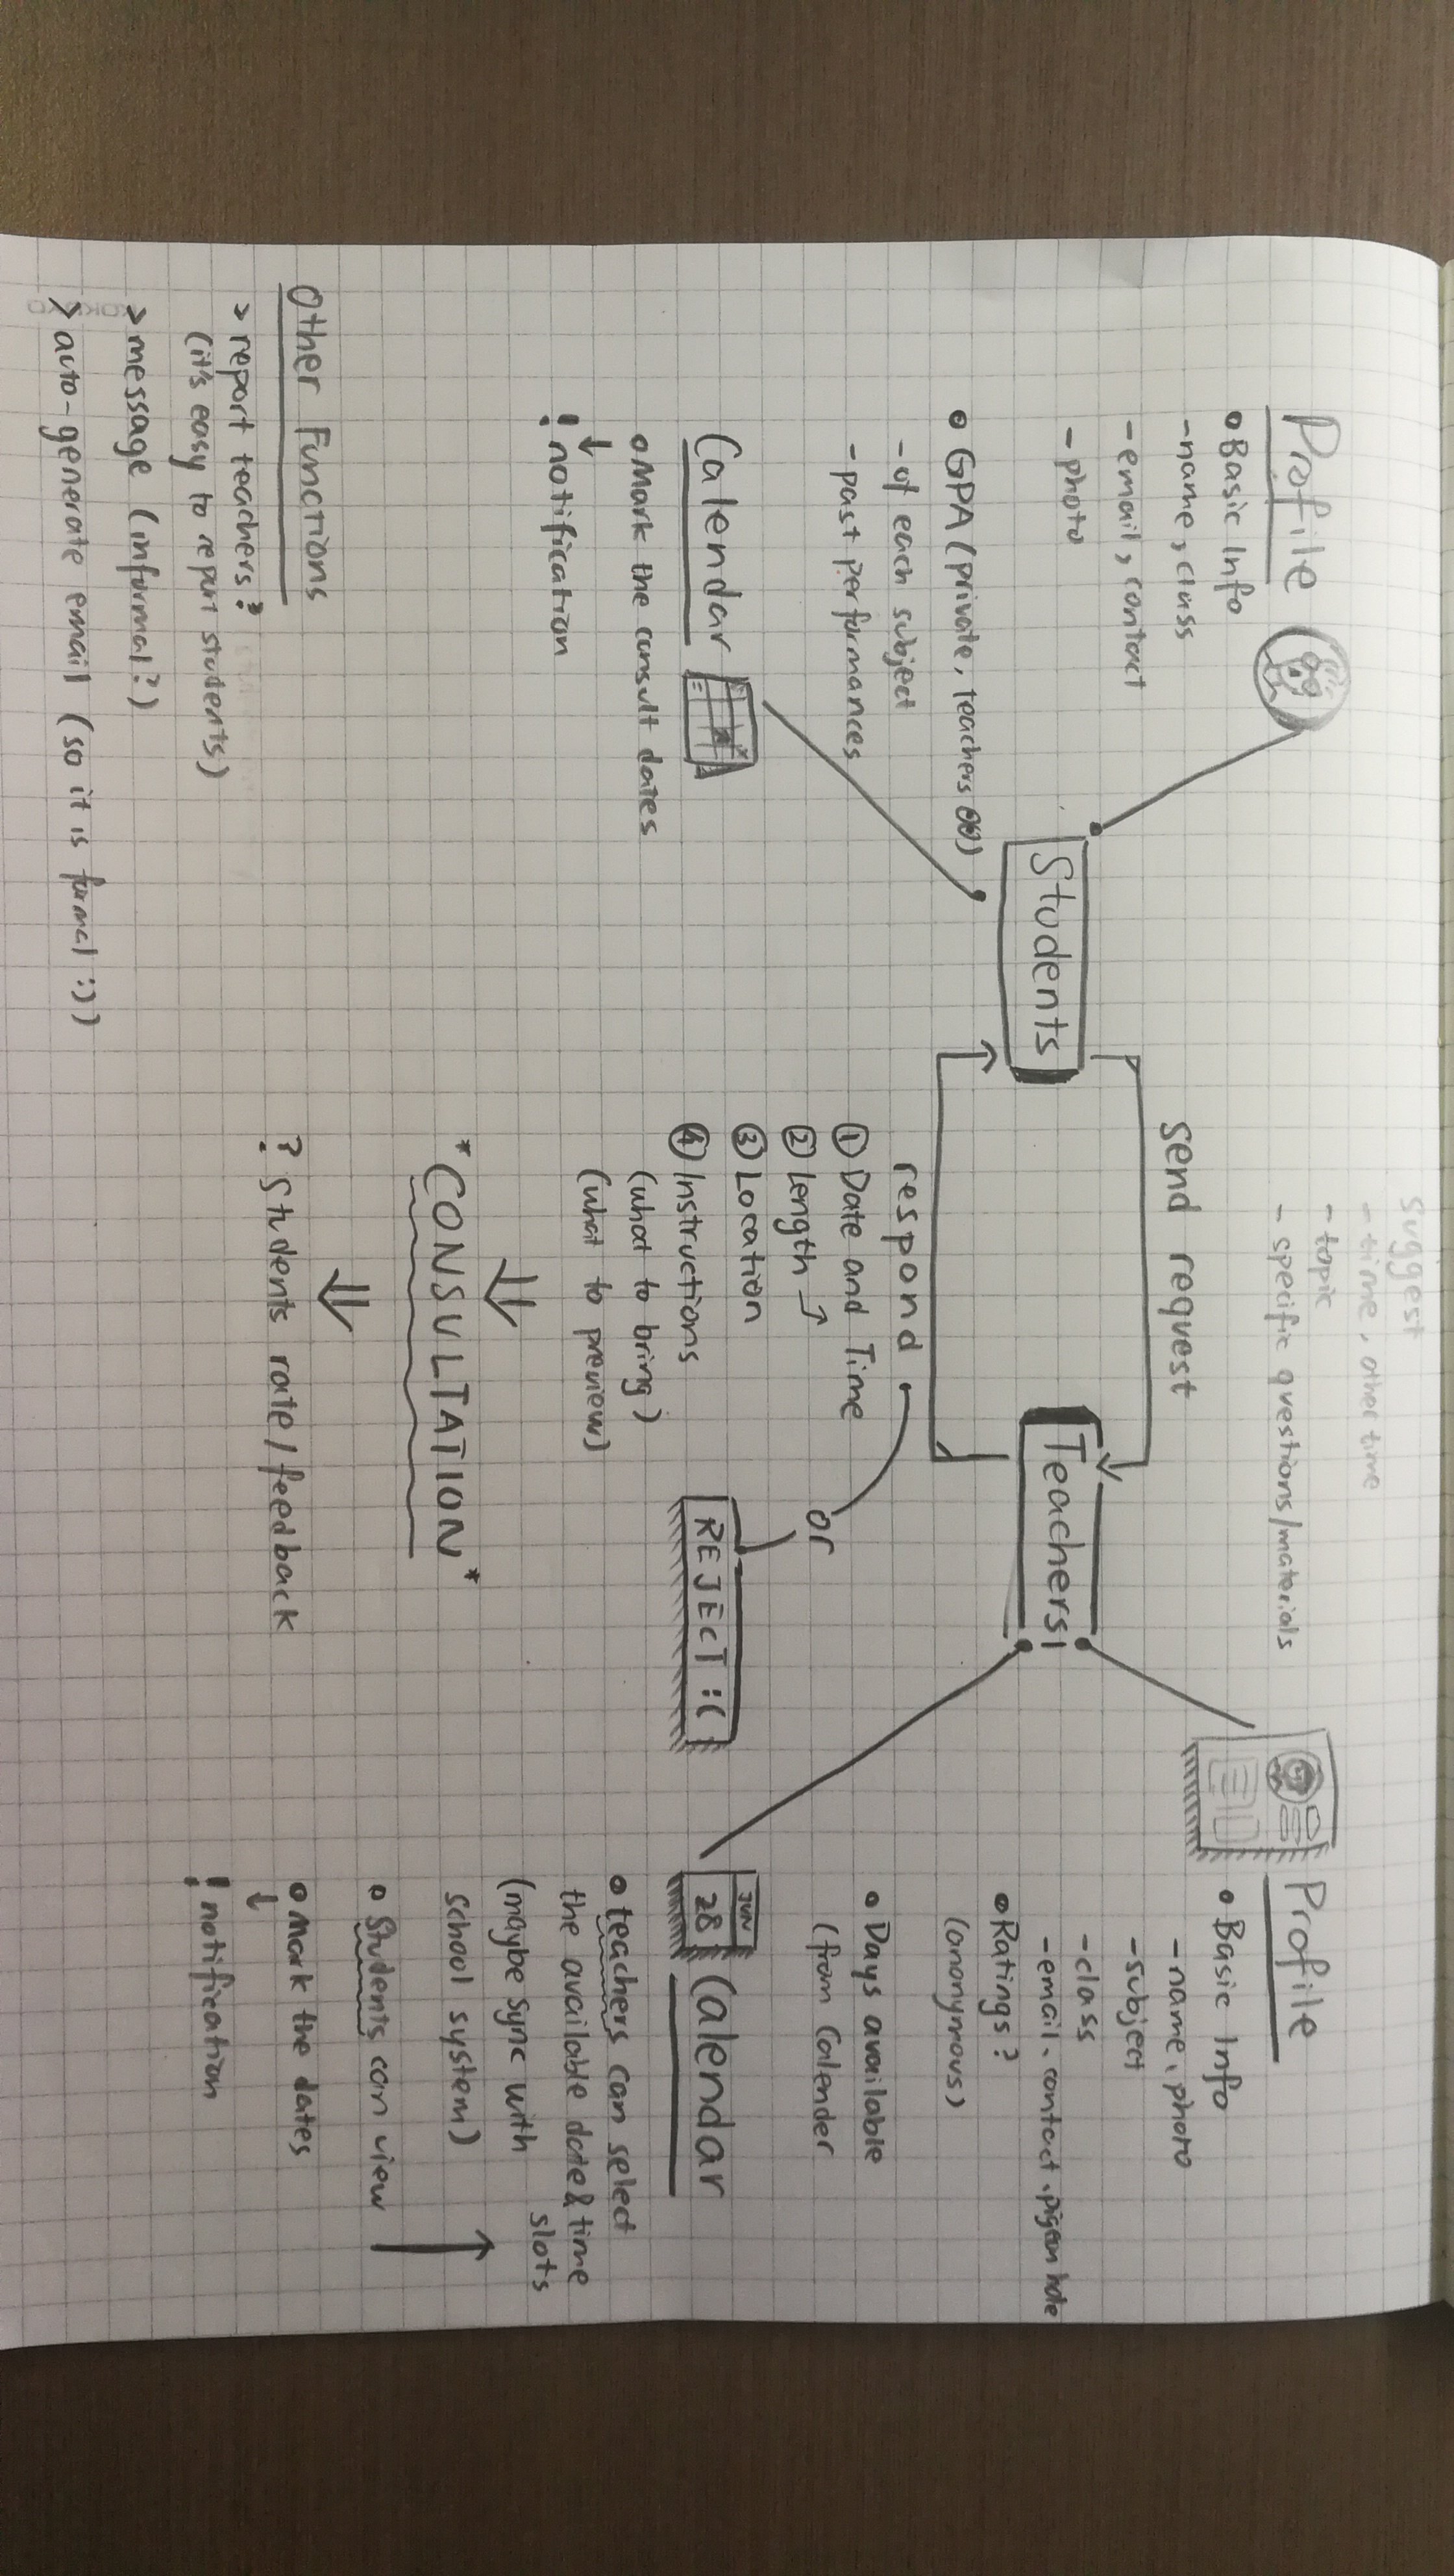 Profile
• Basic Info
- name, class
- email, contact
- photo
• GPA (private, teachers)
- of each subject
- past performances
Calendar
• Mark the consult dates
! notification
Other Functions
> report teachers?
(it's easy to report students)
> message (informal?)
> auto-generate email (so it is formal :))
Students
suggest
- time, other time
- topic
- specific questions/materials
send request
respond
① Date and Time
② Length
③ Location
④ Instructions
(what to bring)
(what to preview)
or
REJECT :(
*CONSULTATION*
? Students rate/feedback
Teachers
Profile
• Basic Info
- name, photo
- subject
- class
- email, contact, pigeon hole
• Ratings?
(anonymous)
• Days available
(from Calender
JUN
28
Calendar
• teachers can select
the available date & time
slots
(maybe sync with
school system)
• Students can view
• Mark the dates
! notification